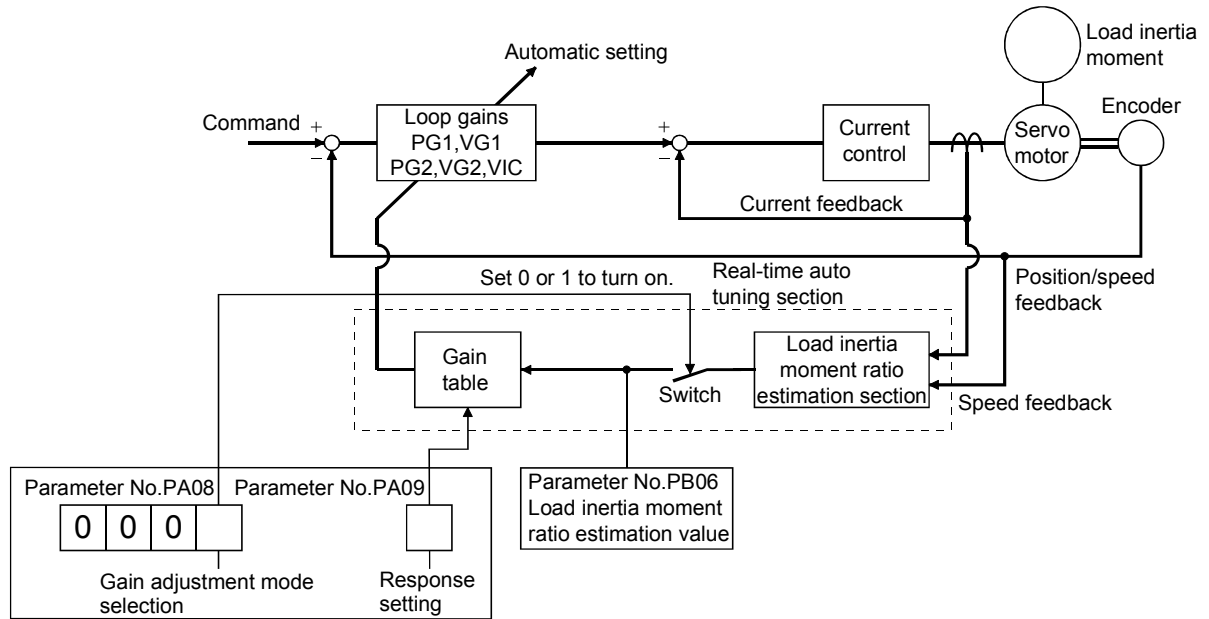 Load inertia
moment
Automatic setting
Encoder
Command
+
−
Loop gains
PG1,VG1
PG2,VG2,VIC
+
−
Current
control
Servo
motor
Current feedback
Set 0 or 1 to turn on.
Real-time auto
tuning section
Position/speed
feedback
Gain
table
Switch
Load inertia
moment ratio
estimation section
Speed feedback
Parameter No.PA08
Parameter No.PA09
0 0 0
Gain adjustment mode
selection
Response
setting
Parameter No.PB06
Load inertia moment
ratio estimation value